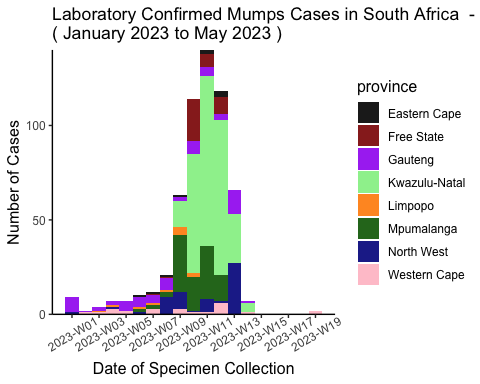 Laboratory Confirmed Mumps Cases in South Africa -
( January 2023 to May 2023 )
Number of Cases
100
50
0
2023-W01
2023-W03
2023-W05
2023-W07
2023-W09
2023-W11
2023-W13
2023-W15
2023-W17
2023-W19
Date of Specimen Collection
province
Eastern Cape
Free State
Gauteng
Kwazulu-Natal
Limpopo
Mpumalanga
North West
Western Cape